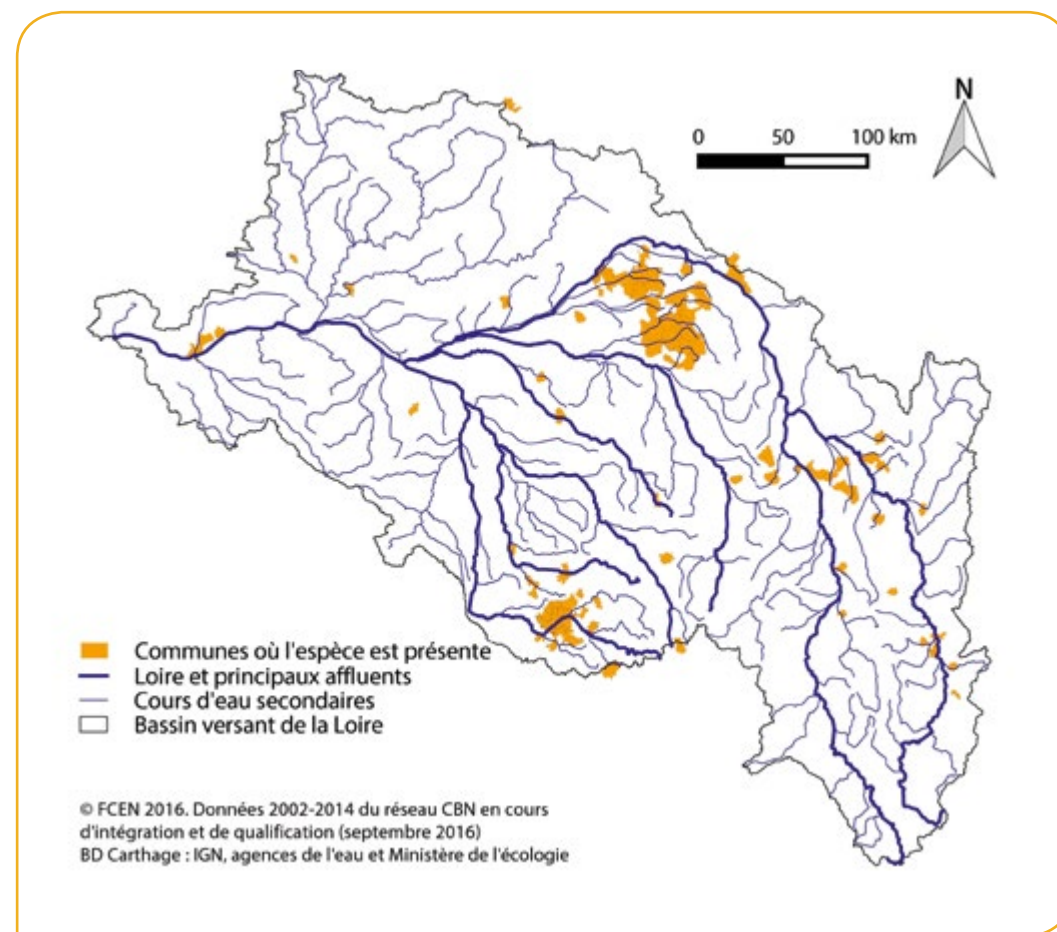 N
0 50 100 km
Communes où l'espèce est présente
Loire et principaux affluents
Cours d'eau secondaires
Bassin versant de la Loire
© FCEN 2016. Données 2002-2014 du réseau CBN en cours
d'intégration et de qualification (septembre 2016)
BD Carthage : IGN, agences de l'eau et Ministère de l'écologie